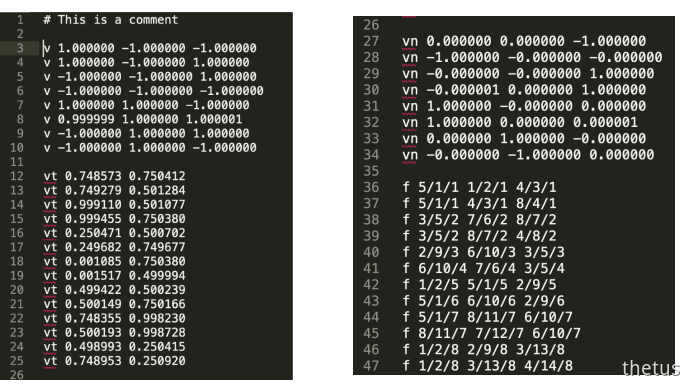 1 # This is a comment
2
3 v 1.000000 -1.000000 -1.000000
4 v 1.000000 -1.000000 1.000000
5 v -1.000000 -1.000000 1.000000
6 v -1.000000 -1.000000 -1.000000
7 v 1.000000 1.000000 -1.000000
8 v 0.999999 1.000000 1.000001
9 v -1.000000 1.000000 1.000000
10 v -1.000000 1.000000 -1.000000
11
12 vt 0.748573 0.750412
13 vt 0.749279 0.501284
14 vt 0.999110 0.501077
15 vt 0.999455 0.750380
16 vt 0.250471 0.500702
17 vt 0.249682 0.749677
18 vt 0.001085 0.750380
19 vt 0.001517 0.499994
20 vt 0.499422 0.500239
21 vt 0.500149 0.750166
22 vt 0.748355 0.998230
23 vt 0.500193 0.998728
24 vt 0.498993 0.250415
25 vt 0.748953 0.250920
26
26
27 vn 0.000000 0.000000 -1.000000
28 vn -1.000000 -0.000000 -0.000000
29 vn -0.000000 -0.000000 1.000000
30 vn -0.000001 0.000000 1.000000
31 vn 1.000000 -0.000000 0.000000
32 vn 1.000000 0.000000 0.000001
33 vn 0.000000 1.000000 -0.000000
34 vn -0.000000 -1.000000 0.000000
35
36 f 5/1/1 1/2/1 4/3/1
37 f 5/1/1 4/3/1 8/4/1
38 f 3/5/2 7/6/2 8/7/2
39 f 3/5/2 8/7/2 4/8/2
40 f 2/9/3 6/10/3 3/5/3
41 f 6/10/4 7/6/4 3/5/4
42 f 1/2/5 5/1/5 2/9/5
43 f 5/1/6 6/10/6 2/9/6
44 f 5/1/7 8/11/7 6/10/7
45 f 8/11/7 7/12/7 6/10/7
46 f 1/2/8 2/9/8 3/13/8
47 f 1/2/8 3/13/8 4/14/8